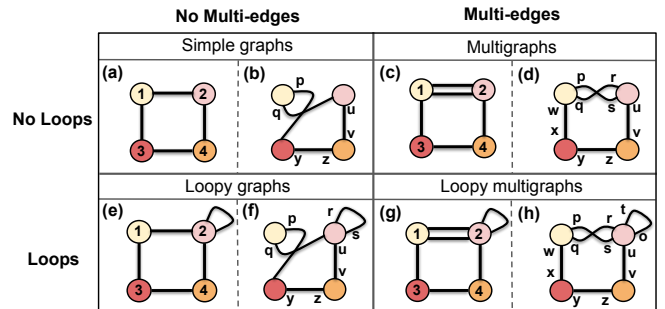 No Multi-edges Multi-edges
Simple graphs Multigraphs
No Loops
(a) 1 2 3 4
(b) p q u v y z
(c) 1 2 3 4
(d) p r w q s u x v y z
Loopy graphs Loopy multigraphs
Loops
(e) 1 2 3 4
(f) p r q s u v y z
(g) 1 2 3 4
(h) p r t w q s o u x v y z